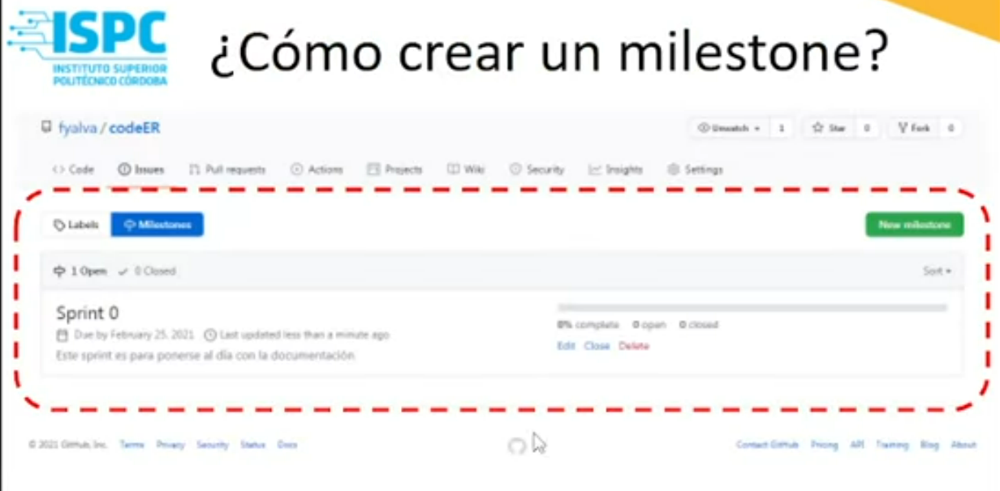 ISPC
INSTITUTO SUPERIOR
POLITÉCNICO CÓRDOBA
¿Cómo crear un milestone?
fyalva / codeER
Unwatch 1 Star 0 Fork 0
<> Code Issues Pull requests Actions Projects Wiki Security Insights Settings
Labels Milestones New milestone
1 Open 0 Closed Sort
Sprint 0
Due by February 25, 2021 Last updated less than a minute ago
Este sprint es para ponerse al día con la documentación
0% complete 0 open 0 closed
Edit Close Delete
© 2021 GitHub, Inc. Terms Privacy Security Status Docs Contact GitHub Pricing API Training Blog About